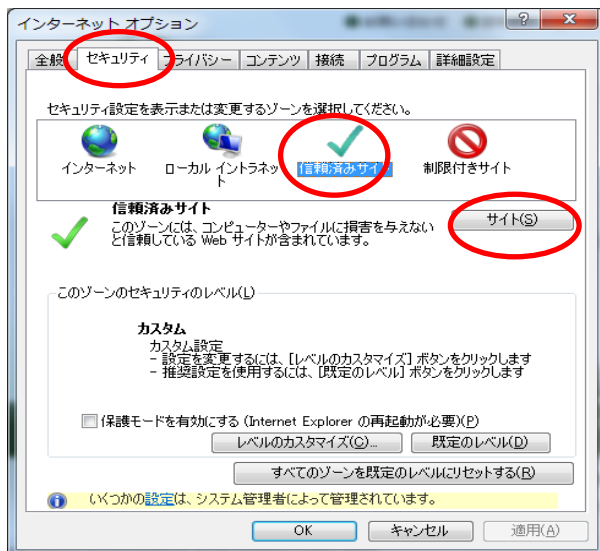 インターネット オプション
全般 セキュリティ プライバシー コンテンツ 接続 プログラム 詳細設定
セキュリティ設定を表示または変更するゾーンを選択してください。
インターネット ローカル イントラネット 信頼済みサイト 制限付きサイト
信頼済みサイト
このゾーンには、コンピューターやファイルに損害を与えない
と信頼している Web サイトが含まれています。
サイト(S)
このゾーンのセキュリティのレベル(L)
カスタム
カスタム設定
- 設定を変更するには、[レベルのカスタマイズ] ボタンをクリックします
- 推奨設定を使用するには、[既定のレベル] ボタンをクリックします
保護モードを有効にする (Internet Explorer の再起動が必要)(P)
レベルのカスタマイズ(C)... 既定のレベル(D)
すべてのゾーンを既定のレベルにリセットする(R)
いくつかの設定は、システム管理者によって管理されています。
OK キャンセル 適用(A)